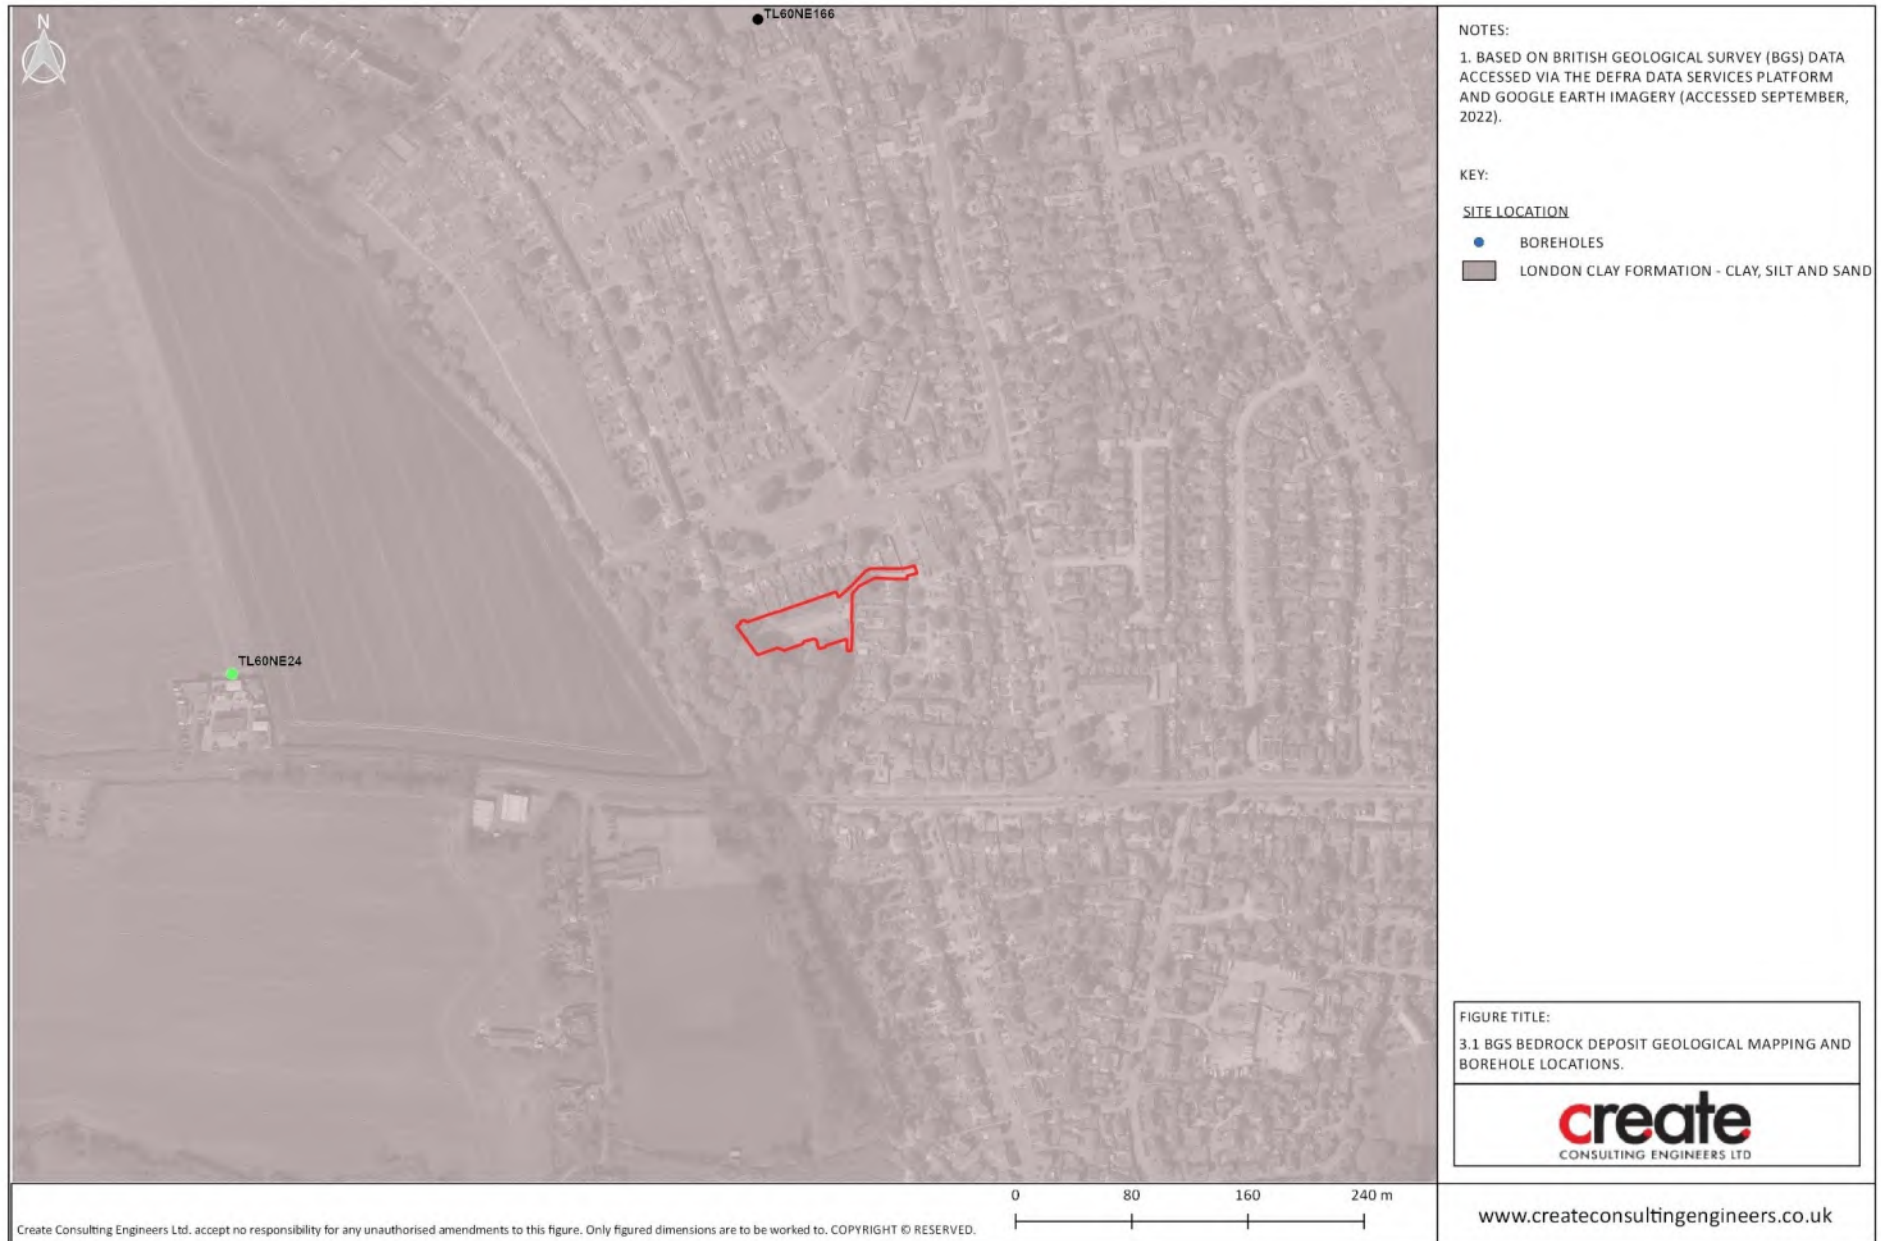 N
TL60NE166
TL60NE24
NOTES:
1. BASED ON BRITISH GEOLOGICAL SURVEY (BGS) DATA
ACCESSED VIA THE DEFRA DATA SERVICES PLATFORM
AND GOOGLE EARTH IMAGERY (ACCESSED SEPTEMBER,
2022).
KEY:
SITE LOCATION
BOREHOLES
LONDON CLAY FORMATION - CLAY, SILT AND SAND
FIGURE TITLE:
3.1 BGS BEDROCK DEPOSIT GEOLOGICAL MAPPING AND
BOREHOLE LOCATIONS.
create
CONSULTING ENGINEERS LTD
www.createconsultingengineers.co.uk
0 80 160 240 m
Create Consulting Engineers Ltd. accept no responsibility for any unauthorised amendments to this figure. Only figured dimensions are to be worked to. COPYRIGHT © RESERVED.